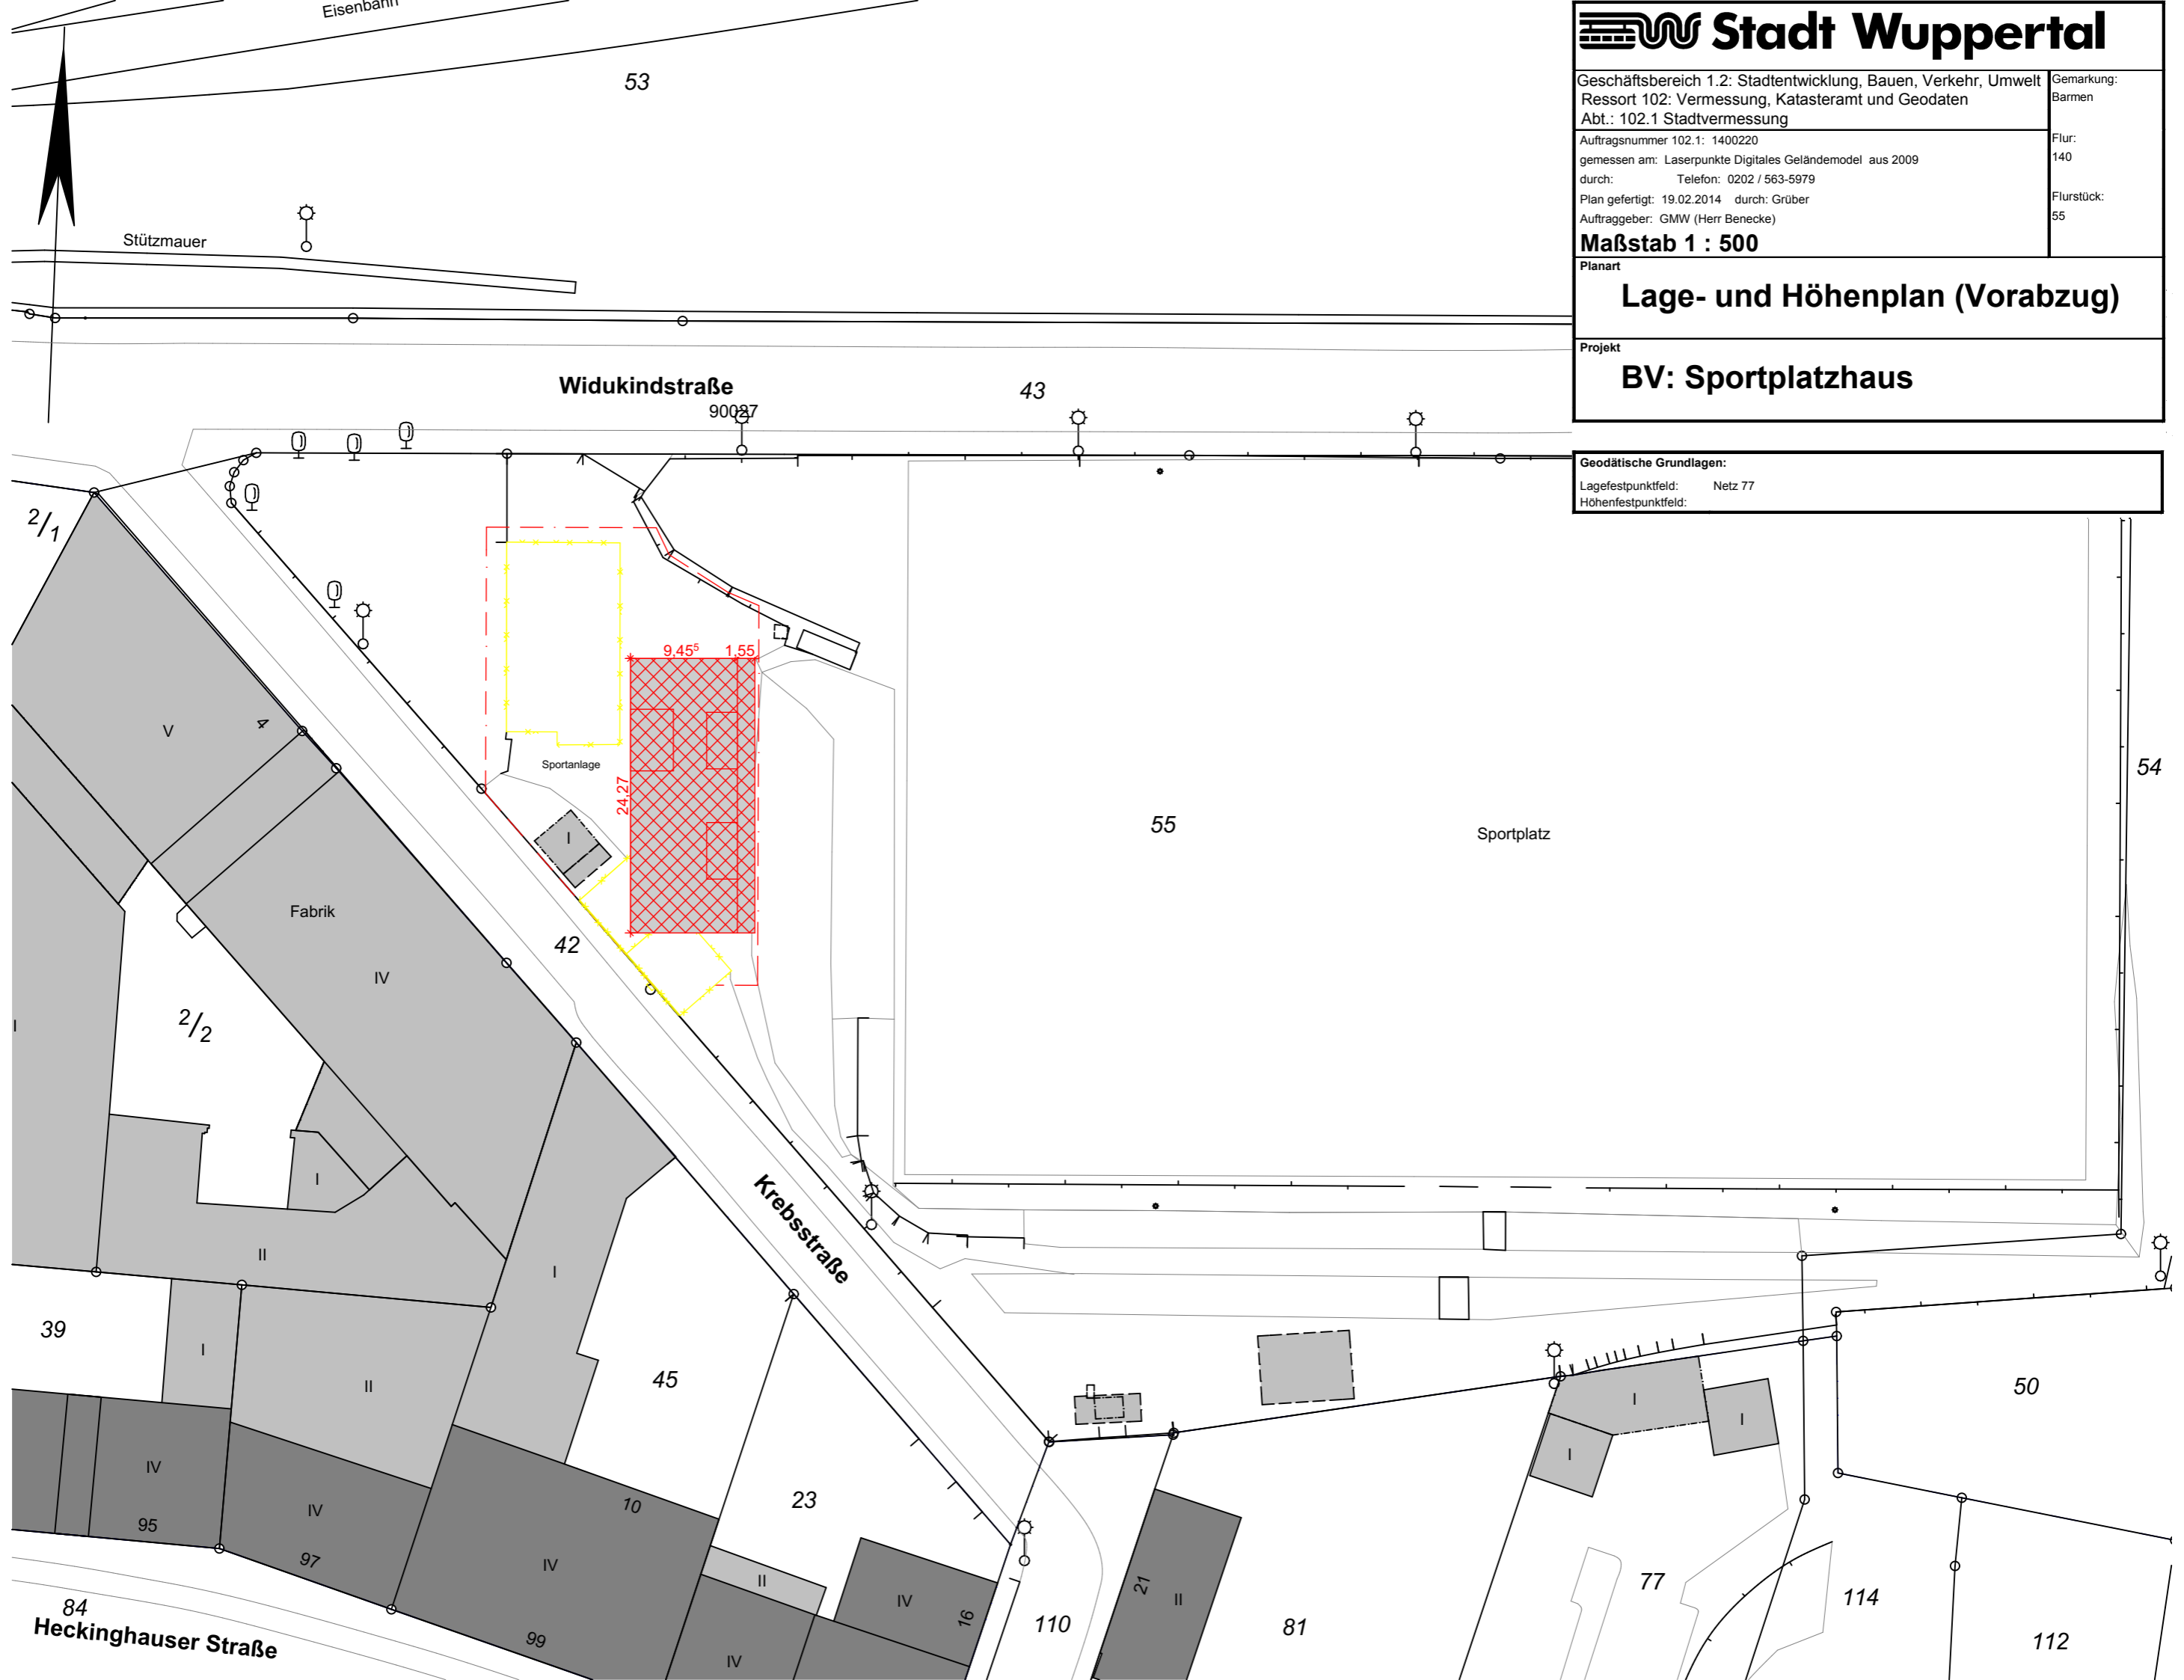 Eisenbahn
53
Stadt Wuppertal
Geschäftsbereich 1.2: Stadtentwicklung, Bauen, Verkehr, Umwelt
Ressort 102: Vermessung, Katasteramt und Geodaten
Abt.: 102.1 Stadtvermessung
Gemarkung:
Barmen
Flur:
140
Flurstück:
55
Auftragsnummer 102.1: 1400220
gemessen am: Laserpunkte Digitales Geländemodel aus 2009
durch: Telefon: 0202 / 563-5979
Plan gefertigt: 19.02.2014 durch: Grüber
Auftraggeber: GMW (Herr Benecke)
Maßstab 1 : 500
Planart
Lage- und Höhenplan (Vorabzug)
Projekt
BV: Sportplatzhaus
Geodätische Grundlagen:
Lagefestpunktfeld: Netz 77
Höhenfestpunktfeld:
Stützmauer
Widukindstraße
43
90027
2/1
9,45⁵ 1,55
V
4
Sportanlage
24,27
I
55
Sportplatz
54
Fabrik
42
IV
2/2
I
I
Krebsstraße
II
I
39
I
II
45
50
I
I
I
IV
95
IV
97
10
IV
99
23
II
IV
16
IV
21
II
110
81
77
114
112
84
Heckinghauser Straße